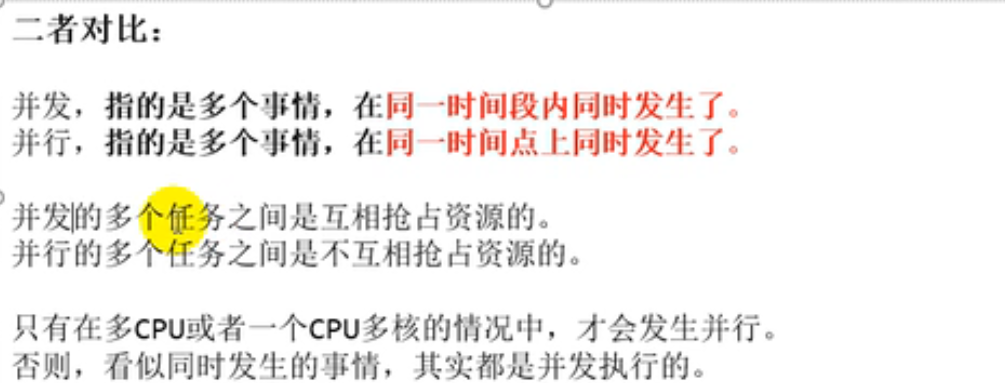 二者对比：
并发，指的是多个事情，在同一时间段内同时发生了。
并行，指的是多个事情，在同一时间点上同时发生了。
并发的多个任务之间是互相抢占资源的。
并行的多个任务之间是不互相抢占资源的。
只有在多CPU或者一个CPU多核的情况中，才会发生并行。
否则，看似同时发生的事情，其实都是并发执行的。